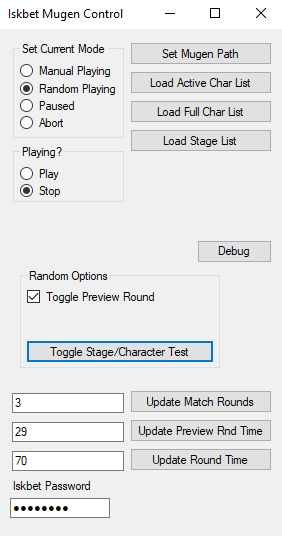 Iskbet Mugen Control
Set Current Mode
Manual Playing
Random Playing
Paused
Abort
Set Mugen Path
Load Active Char List
Load Full Char List
Load Stage List
Playing?
Play
Stop
Debug
Random Options
Toggle Preview Round
Toggle Stage/Character Test
3
Update Match Rounds
29
Update Preview Rnd Time
70
Update Round Time
Iskbet Password
●●●●●●●●